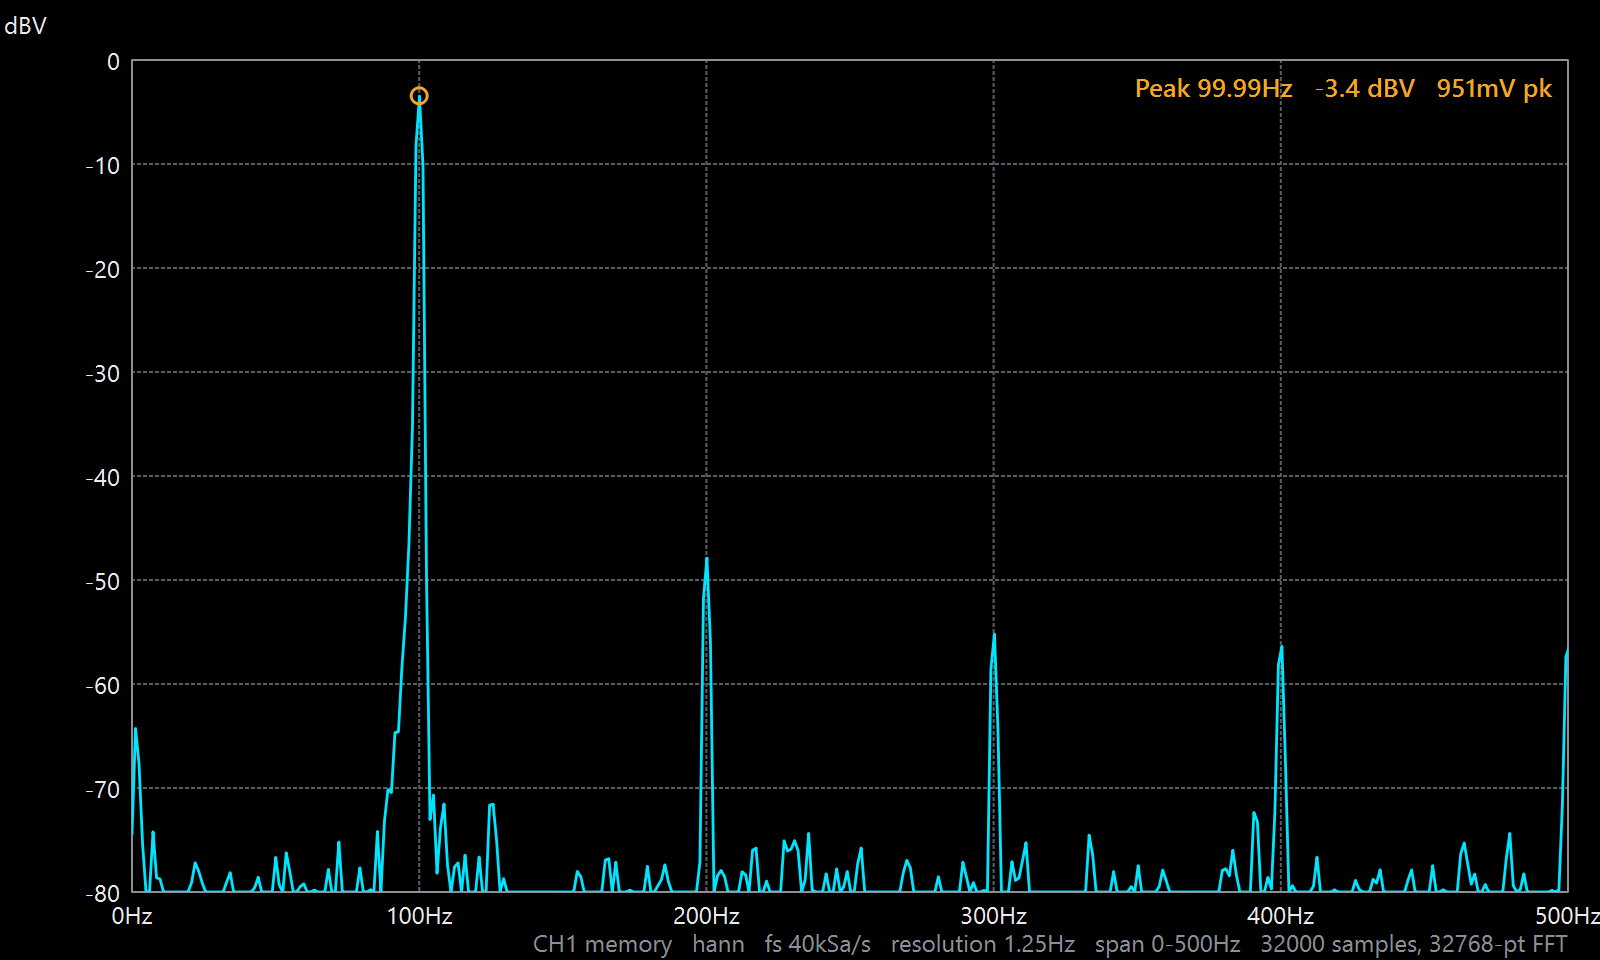 dBV
Peak 99.99Hz -3.4 dBV 951mV pk
0
-10
-20
-30
-40
-50
-60
-70
-80
0Hz 100Hz 200Hz 300Hz 400Hz 500Hz
CH1 memory hann fs 40kSa/s resolution 1.25Hz span 0-500Hz 32000 samples, 32768-pt FFT